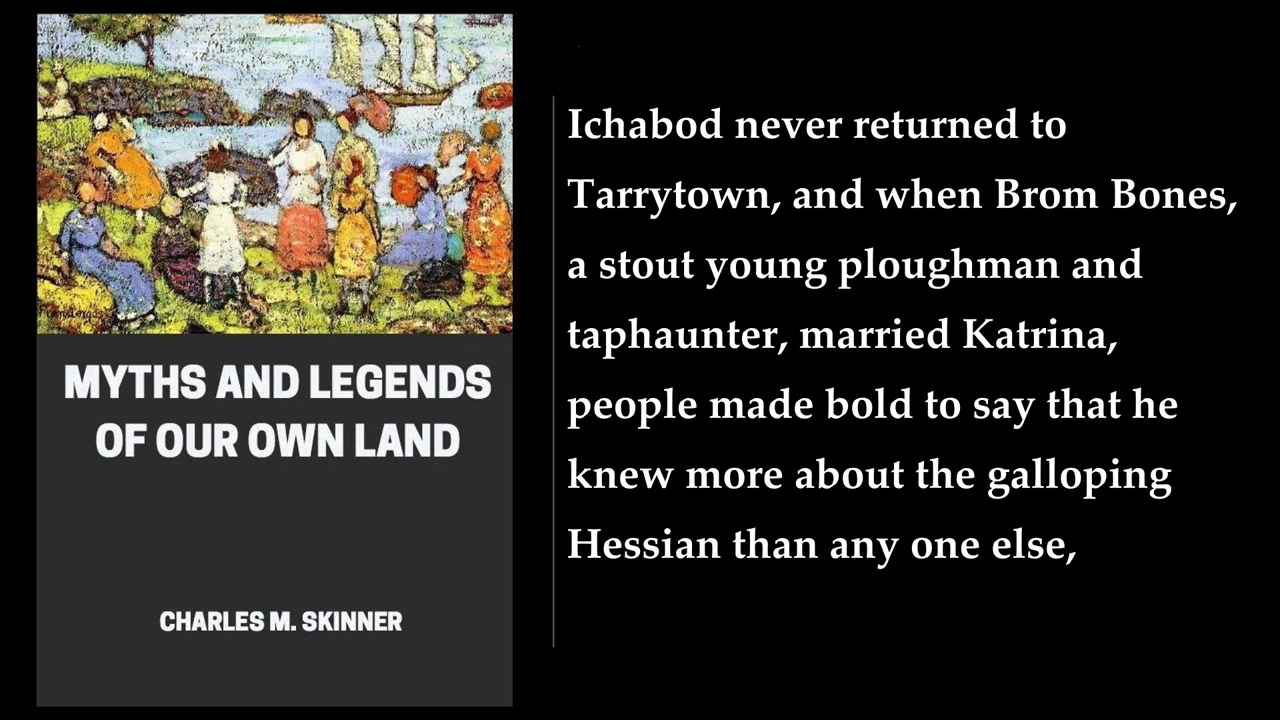 MYTHS AND LEGENDS
OF OUR OWN LAND
CHARLES M. SKINNER
Ichabod never returned to
Tarrytown, and when Brom Bones,
a stout young ploughman and
taphaunter, married Katrina,
people made bold to say that he
knew more about the galloping
Hessian than any one else,